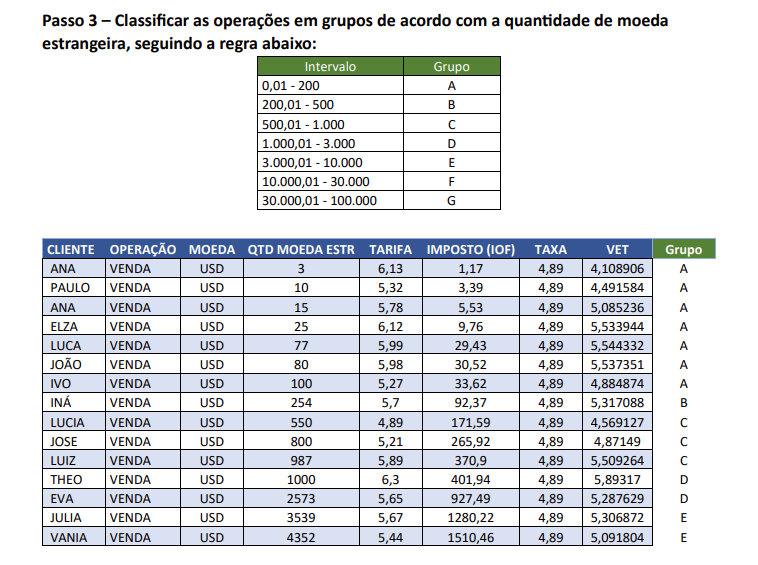 Passo 3 – Classificar as operações em grupos de acordo com a quantidade de moeda
estrangeira, seguindo a regra abaixo:
Intervalo Grupo
0,01 - 200 A
200,01 - 500 B
500,01 - 1.000 C
1.000,01 - 3.000 D
3.000,01 - 10.000 E
10.000,01 - 30.000 F
30.000,01 - 100.000 G
CLIENTE OPERAÇÃO MOEDA QTD MOEDA ESTR TARIFA IMPOSTO (IOF) TAXA VET Grupo
ANA VENDA USD 3 6,13 1,17 4,89 4,108906 A
PAULO VENDA USD 10 5,32 3,39 4,89 4,491584 A
ANA VENDA USD 15 5,78 5,53 4,89 5,085236 A
ELZA VENDA USD 25 6,12 9,76 4,89 5,533944 A
LUCA VENDA USD 77 5,99 29,43 4,89 5,544332 A
JOÃO VENDA USD 80 5,98 30,52 4,89 5,537351 A
IVO VENDA USD 100 5,27 33,62 4,89 4,884874 A
INÁ VENDA USD 254 5,7 92,37 4,89 5,317088 B
LUCIA VENDA USD 550 4,89 171,59 4,89 4,569127 C
JOSE VENDA USD 800 5,21 265,92 4,89 4,87149 C
LUIZ VENDA USD 987 5,89 370,9 4,89 5,509264 C
THEO VENDA USD 1000 6,3 401,94 4,89 5,89317 D
EVA VENDA USD 2573 5,65 927,49 4,89 5,287629 D
JULIA VENDA USD 3539 5,67 1280,22 4,89 5,306872 E
VANIA VENDA USD 4352 5,44 1510,46 4,89 5,091804 E